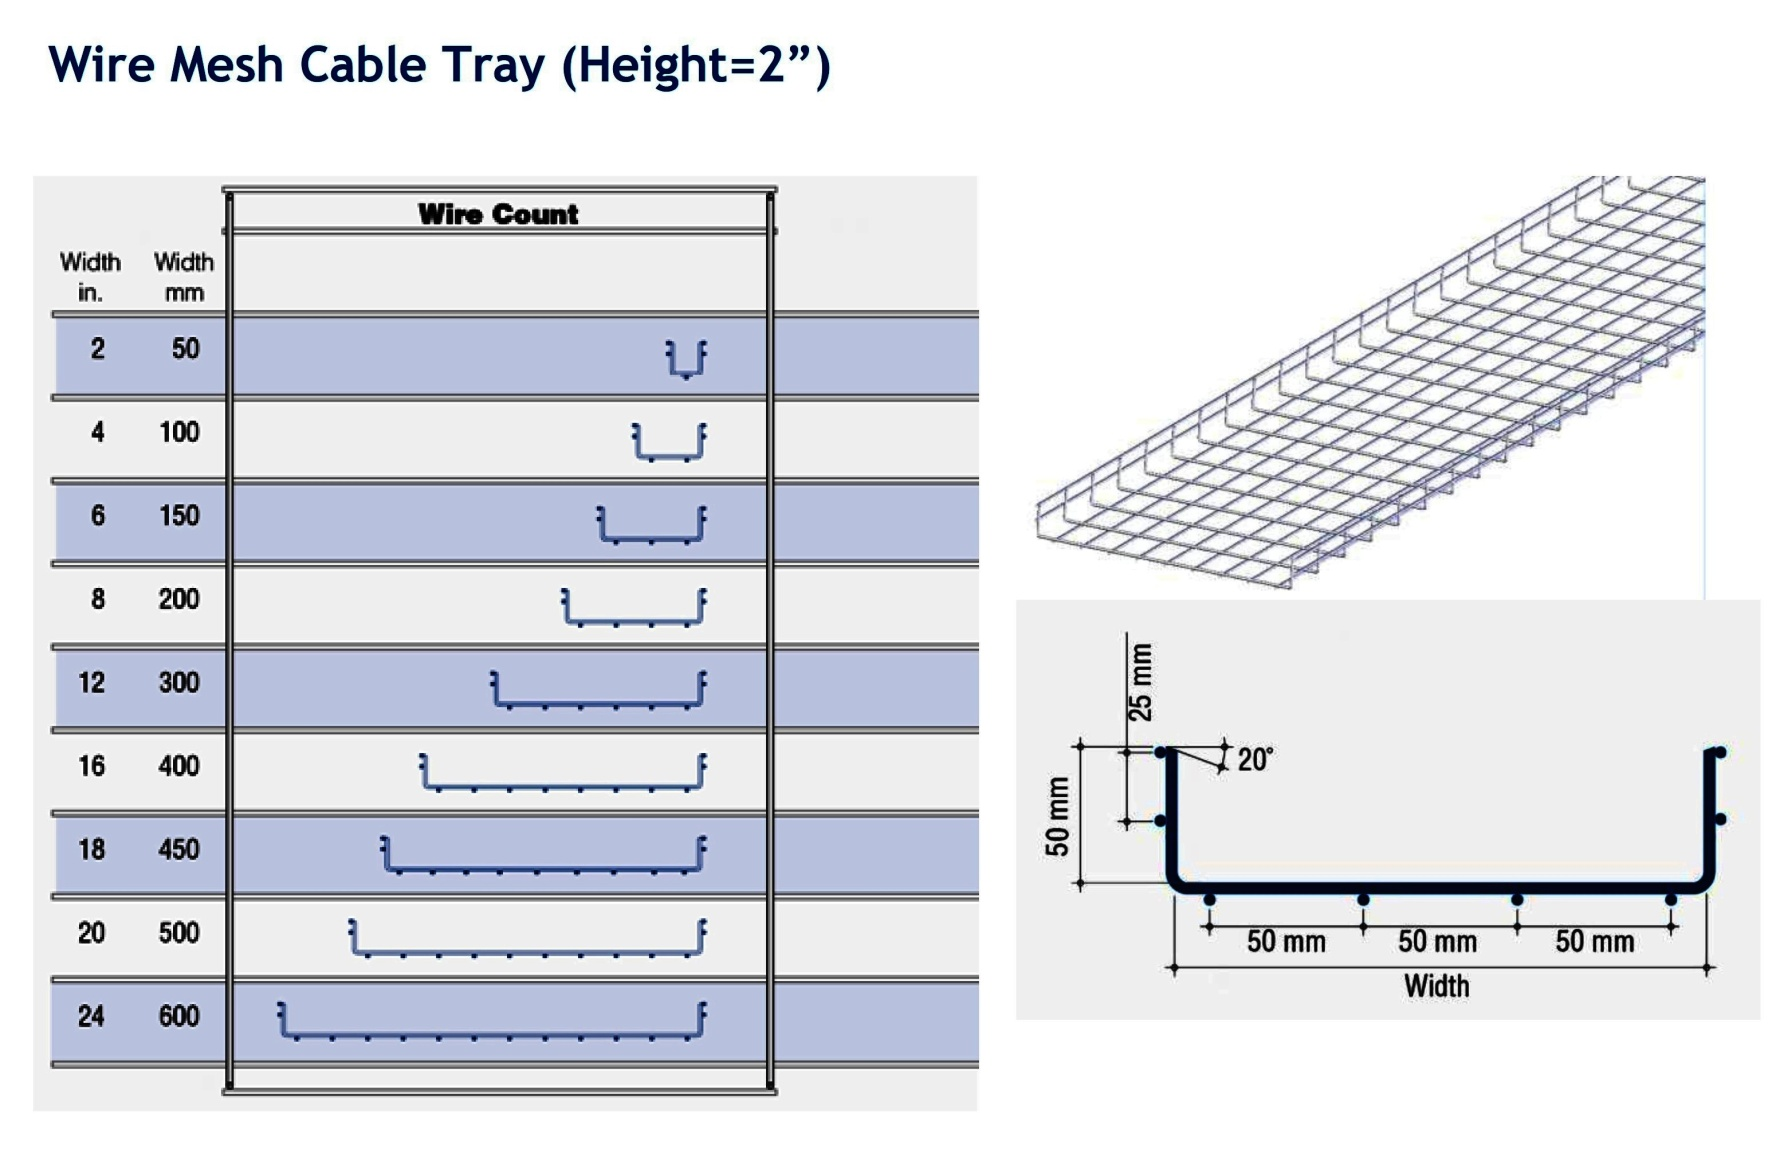 Wire Mesh Cable Tray (Height=2”)
Wire Count
Width in.
Width mm
2 50
4 100
6 150
8 200
12 300
16 400
18 450
20 500
24 600
25 mm
20°
50 mm
50 mm 50 mm 50 mm
Width